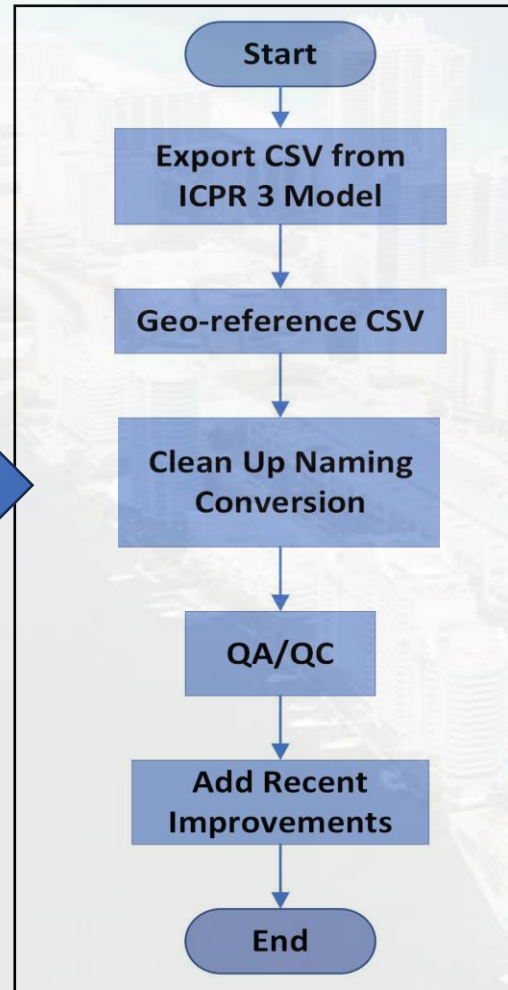 Start
Export CSV from
ICPR 3 Model
Geo-reference CSV
Clean Up Naming
Conversion
QA/QC
Add Recent
Improvements
End